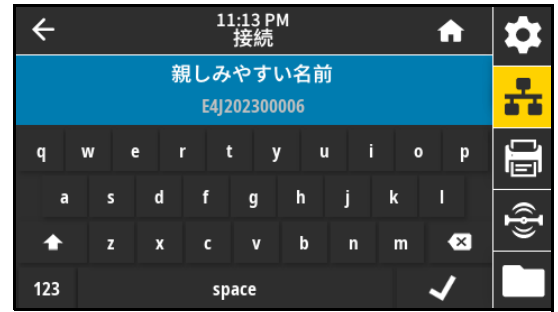 11:13 PM
接続
親しみやすい名前
E4J202300006
q w e r t y u i o p
a s d f g h j k l
z x c v b n m
123 space